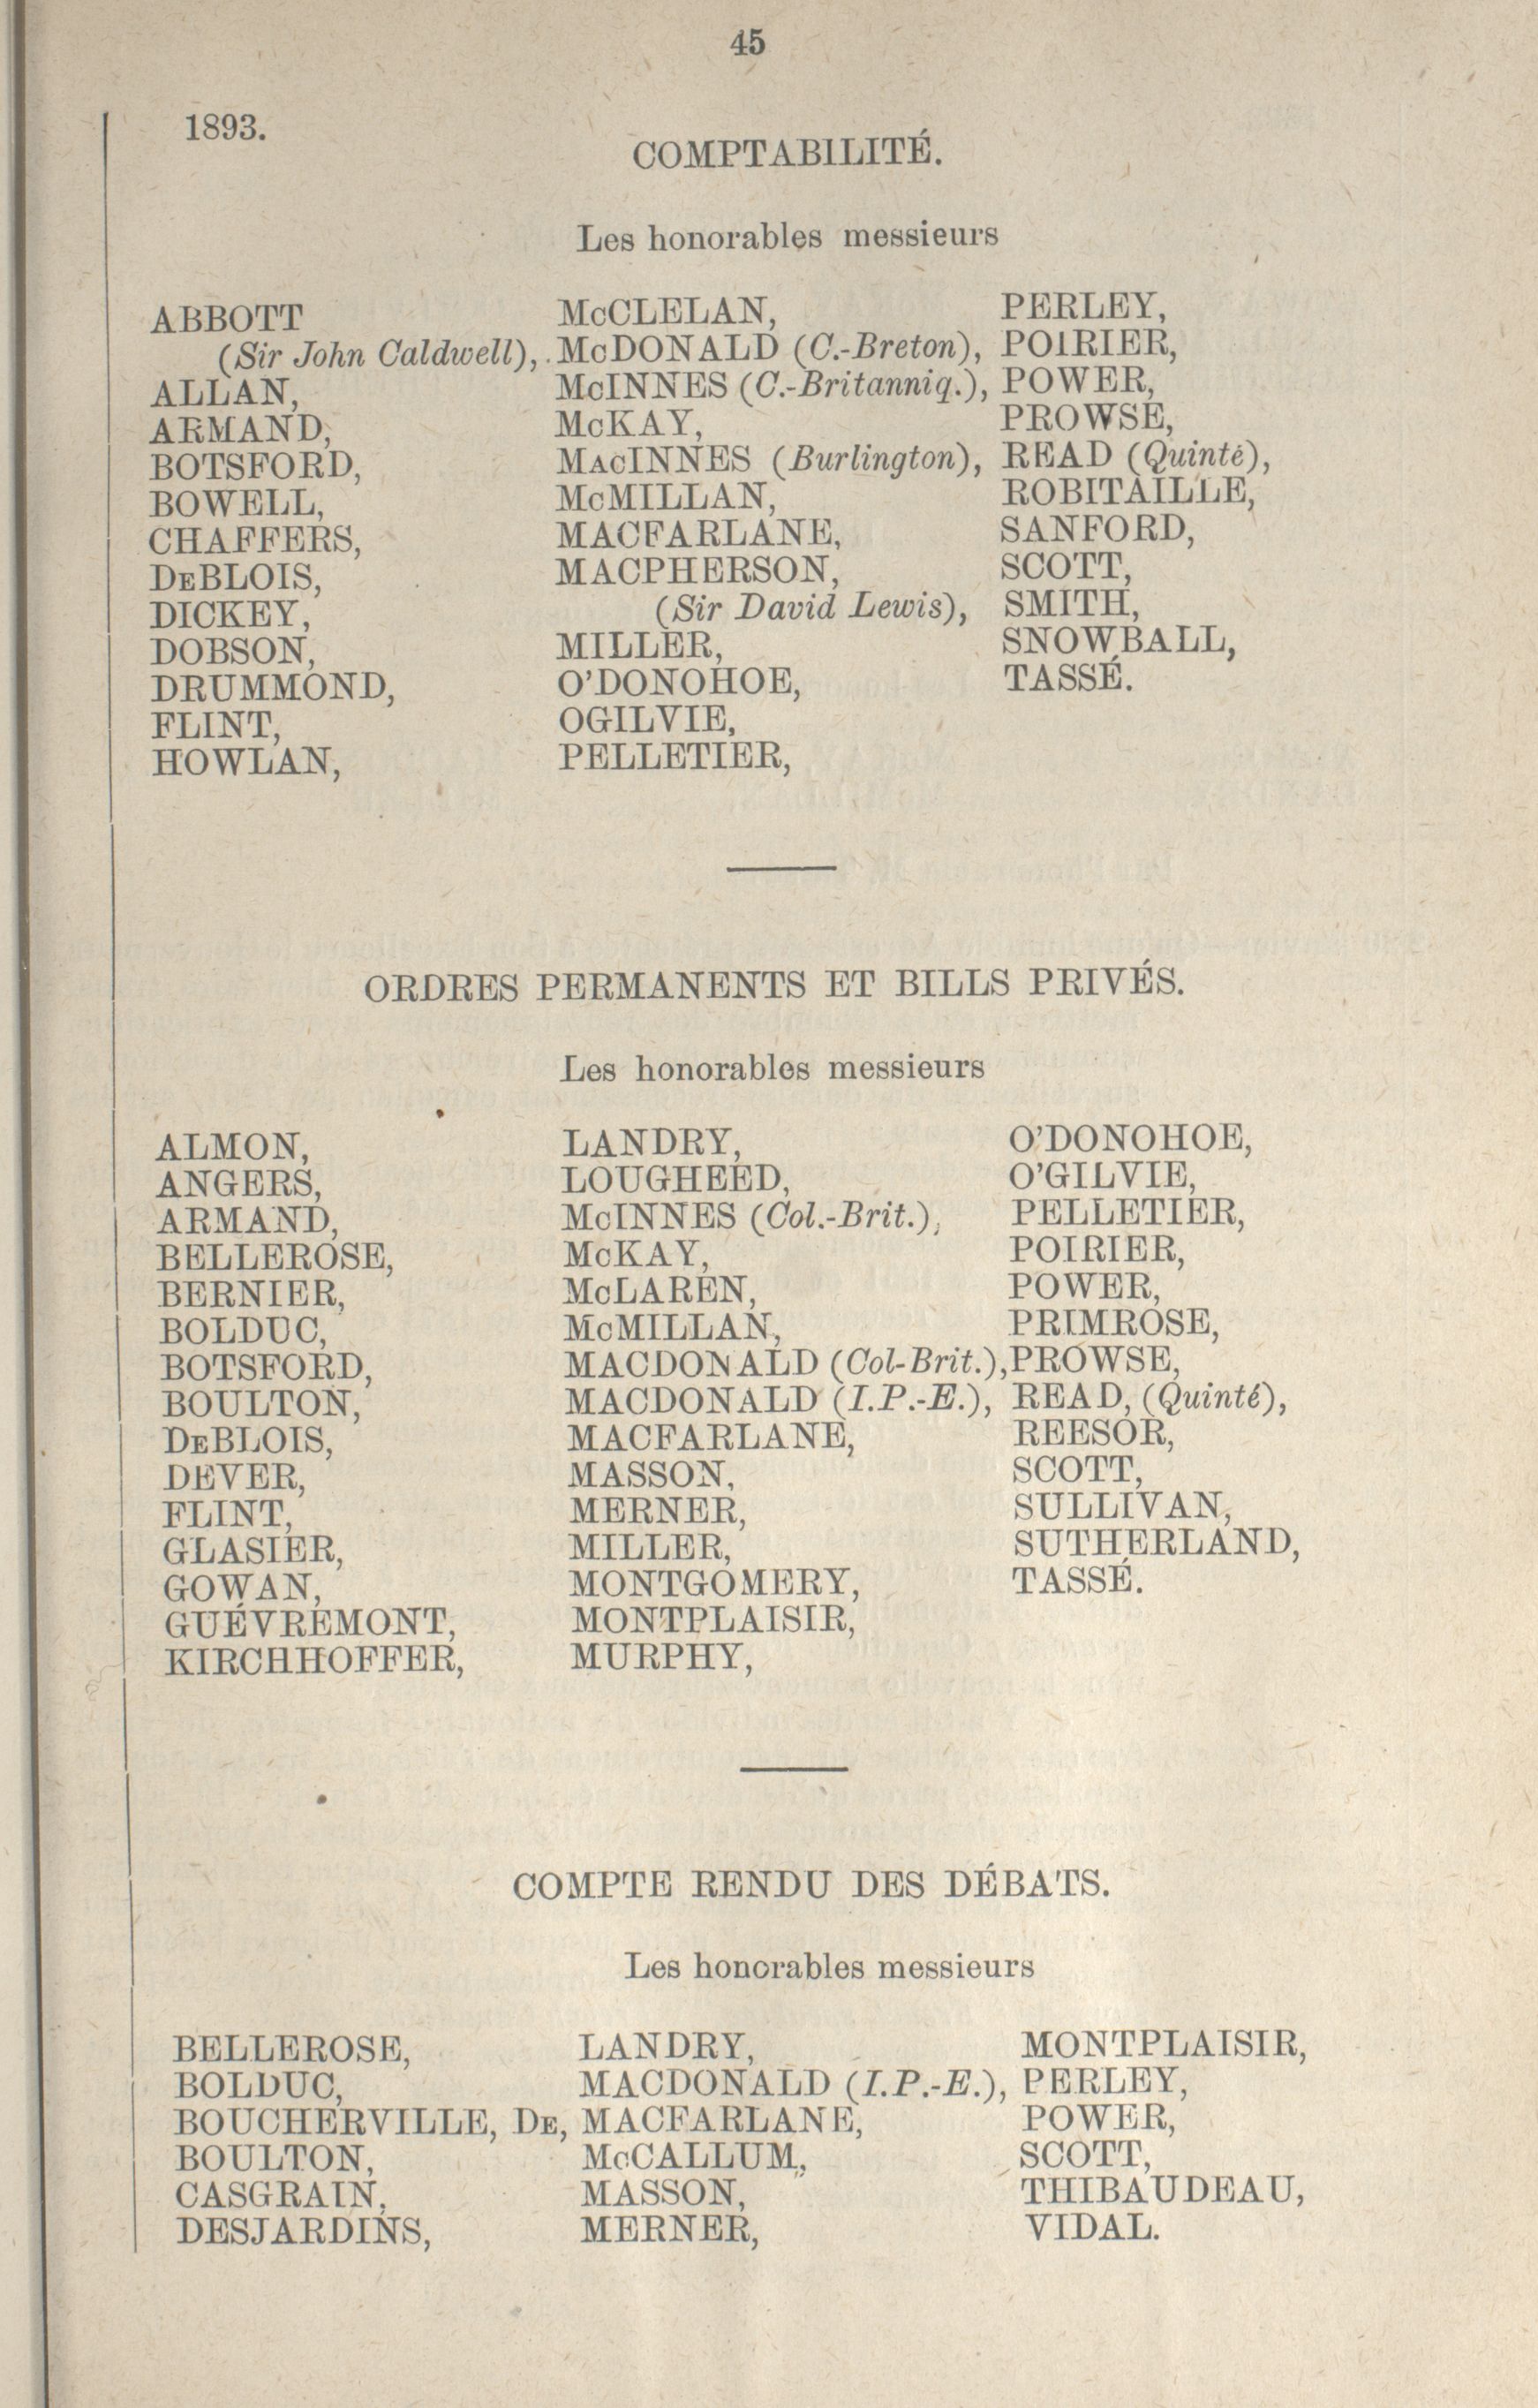 45
1893.
COMPTABILITÉ.
Les honorables messieurs
ABBOTT
(Sir John Caldwell),
ALLAN,
ARMAND,
BOTSFORD,
BOWELL,
CHAFFERS,
DEBLOIS,
DICKEY,
DOBSON,
DRUMMOND,
FLINT,
HOWLAN,
McCLELAN,
McDONALD (C.-Breton),
McINNES (C.-Britanniq.),
McKAY,
MacINNES (Burlington),
McMILLAN,
MACFARLANE,
MACPHERSON,
(Sir David Lewis),
MILLER,
O'DONOHOE,
OGILVIE,
PELLETIER,
PERLEY,
POIRIER,
POWER,
PROWSE,
READ (Quinté),
ROBITAILLE,
SANFORD,
SCOTT,
SMITH,
SNOWBALL,
TASSÉ.
ORDRES PERMANENTS ET BILLS PRIVÉS.
Les honorables messieurs
ALMON,
ANGERS,
ARMAND,
BELLEROSE,
BERNIER,
BOLDUC,
BOTSFORD,
BOULTON,
DEBLOIS,
DEVER,
FLINT,
GLASIER,
GOWAN,
GUÉVREMONT,
KIRCHHOFFER,
LANDRY,
LOUGHEED,
McINNES (Col.-Brit.),
McKAY,
McLAREN,
McMILLAN,
MACDONALD (Col-Brit.),
MACDONALD (I.P.-E.),
MACFARLANE,
MASSON,
MERNER,
MILLER,
MONTGOMERY,
MONTPLAISIR,
MURPHY,
O'DONOHOE,
O'GILVIE,
PELLETIER,
POIRIER,
POWER,
PRIMROSE,
PROWSE,
READ, (Quinté),
REESOR,
SCOTT,
SULLIVAN,
SUTHERLAND,
TASSÉ.
COMPTE RENDU DES DÉBATS.
Les honorables messieurs
BELLEROSE,
BOLDUC,
BOUCHERVILLE, DE,
BOULTON,
CASGRAIN,
DESJARDINS,
LANDRY,
MACDONALD (I.P.-E.),
MACFARLANE,
McCALLUM,
MASSON,
MERNER,
MONTPLAISIR,
PERLEY,
POWER,
SCOTT,
THIBAUDEAU,
VIDAL.